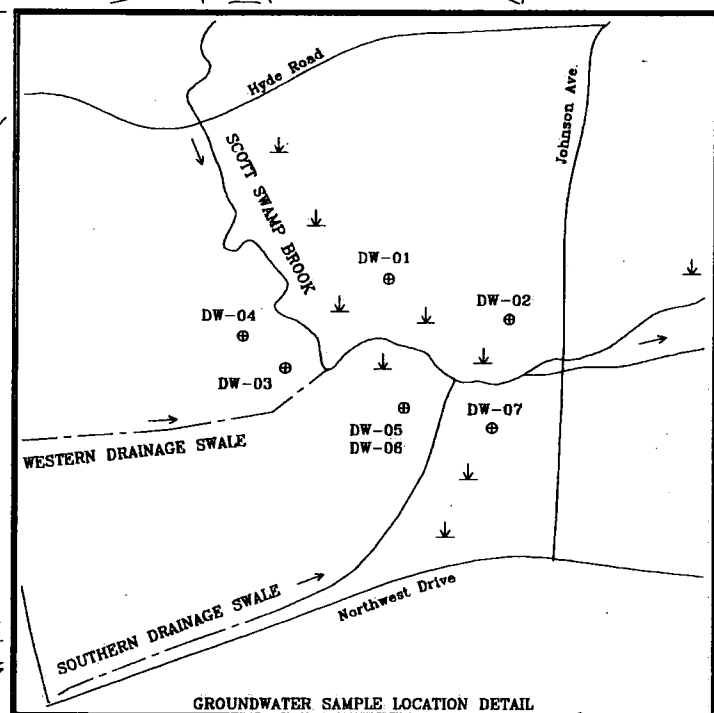 Hyde Road
Johnson Ave.
SCOTT SWAMP BROOK
DW-01
DW-02
DW-04
DW-03
DW-05
DW-06
DW-07
WESTERN DRAINAGE SWALE
SOUTHERN DRAINAGE SWALE
Northwest Drive
GROUNDWATER SAMPLE LOCATION DETAIL